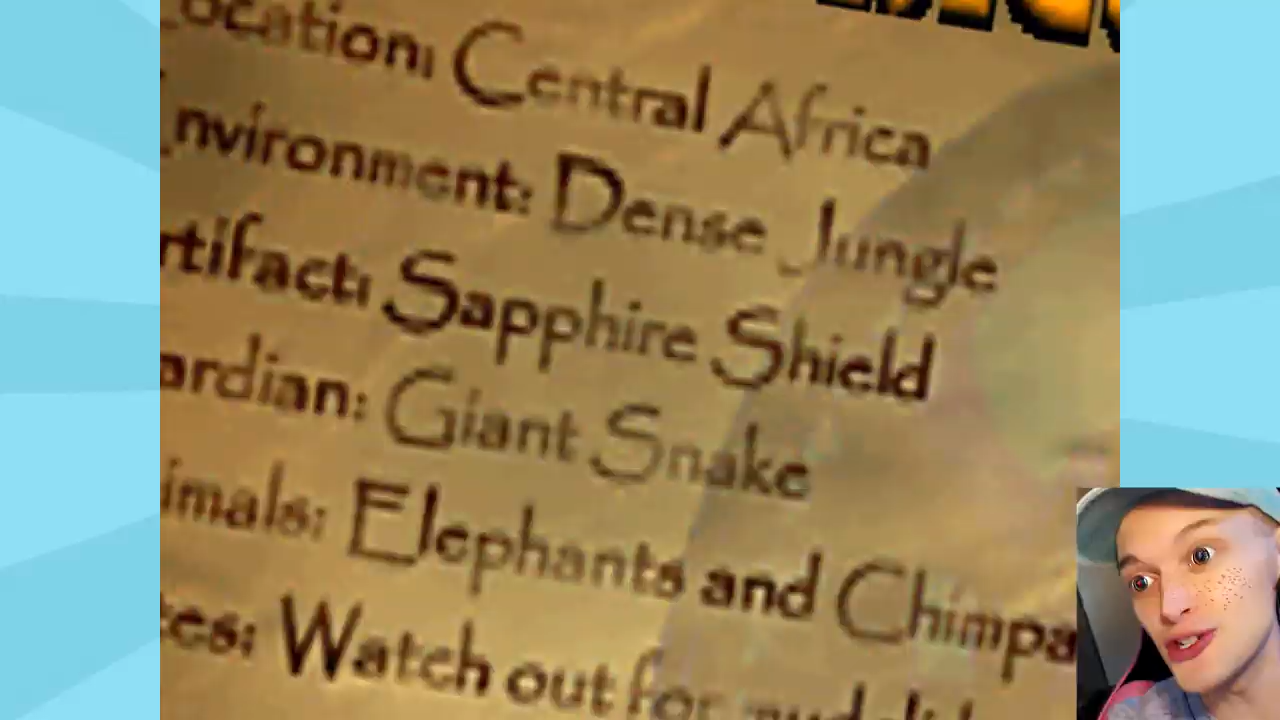 ocation: Central Africa
nvironment: Dense Jungle
rtifact: Sapphire Shield
ardian: Giant Snake
imals: Elephants and Chimpa
tes: Watch out for